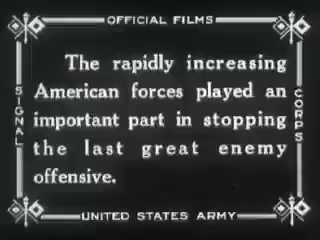 OFFICIAL FILMS
SIGNAL
CORPS
The rapidly increasing
American forces played an
important part in stopping
the last great enemy
offensive.
UNITED STATES ARMY